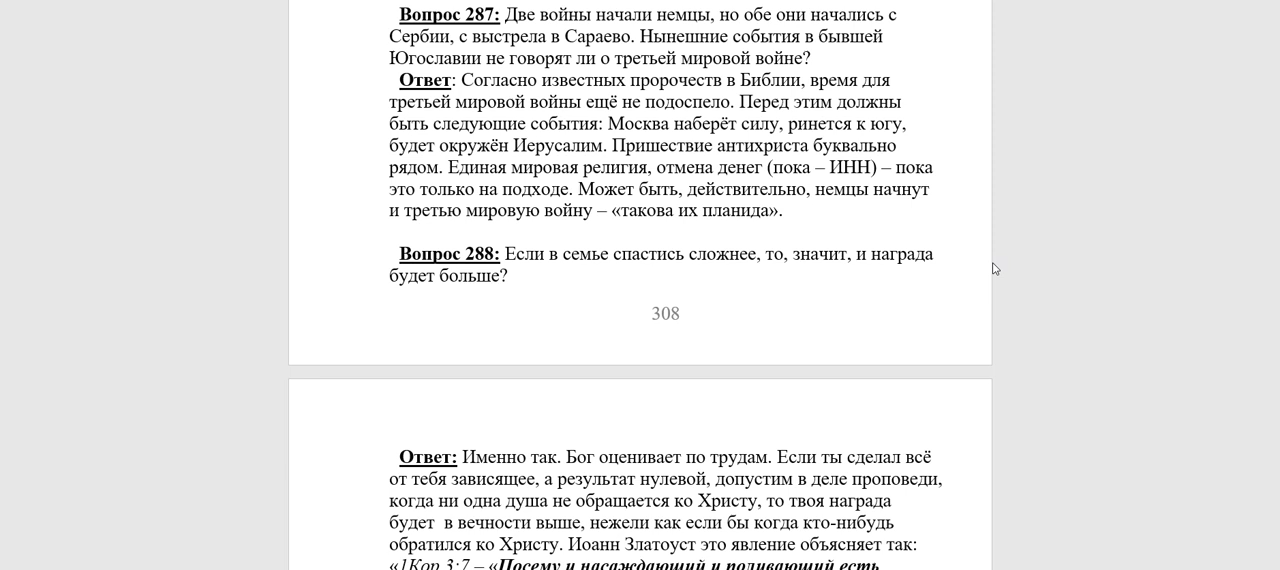 Вопрос 287: Две войны начали немцы, но обе они начались с
Сербии, с выстрела в Сараево. Нынешние события в бывшей
Югославии не говорят ли о третьей мировой войне?
Ответ: Согласно известных пророчеств в Библии, время для
третьей мировой войны ещё не подоспело. Перед этим должны
быть следующие события: Москва наберёт силу, ринется к югу,
будет окружён Иерусалим. Пришествие антихриста буквально
рядом. Единая мировая религия, отмена денег (пока – ИНН) – пока
это только на подходе. Может быть, действительно, немцы начнут
и третью мировую войну – «такова их планида».
Вопрос 288: Если в семье спастись сложнее, то, значит, и награда
будет больше?
308
Ответ: Именно так. Бог оценивает по трудам. Если ты сделал всё
от тебя зависящее, а результат нулевой, допустим в деле проповеди,
когда ни одна душа не обращается ко Христу, то твоя награда
будет  в вечности выше, нежели как если бы когда кто-нибудь
обратился ко Христу. Иоанн Златоуст это явление объясняет так:
«1Кор.3:7 – «Посему и насаждающий и поливающий есть